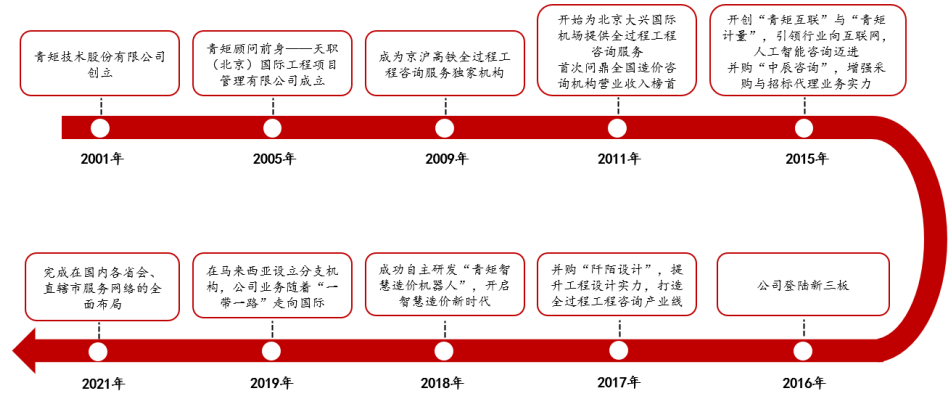 青矩技术股份有限公司
创立
青矩顾问前身——天职
（北京）国际工程项目
管理有限公司成立
成为京沪高铁全过程工
程咨询服务独家机构
开始为北京大兴国际
机场提供全过程工程
咨询服务
首次问鼎全国造价咨
询机构营业收入榜首
开创“青矩互联”与“青矩
计量”，引领行业向互联网，
人工智能咨询迈进
并购“中辰咨询”，增强采
购与招标代理业务实力
2001年
2005年
2009年
2011年
2015年
完成在国内各省会、
直辖市服务网络的全
面布局
在马来西亚设立分支机
构，公司业务随着“一
带一路”走向国际
成功自主研发“青矩智
慧造价机器人”，开启
智慧造价新时代
并购“阡陌设计”，提
升工程设计实力，打造
全过程工程咨询产业线
公司登陆新三板
2021年
2019年
2018年
2017年
2016年